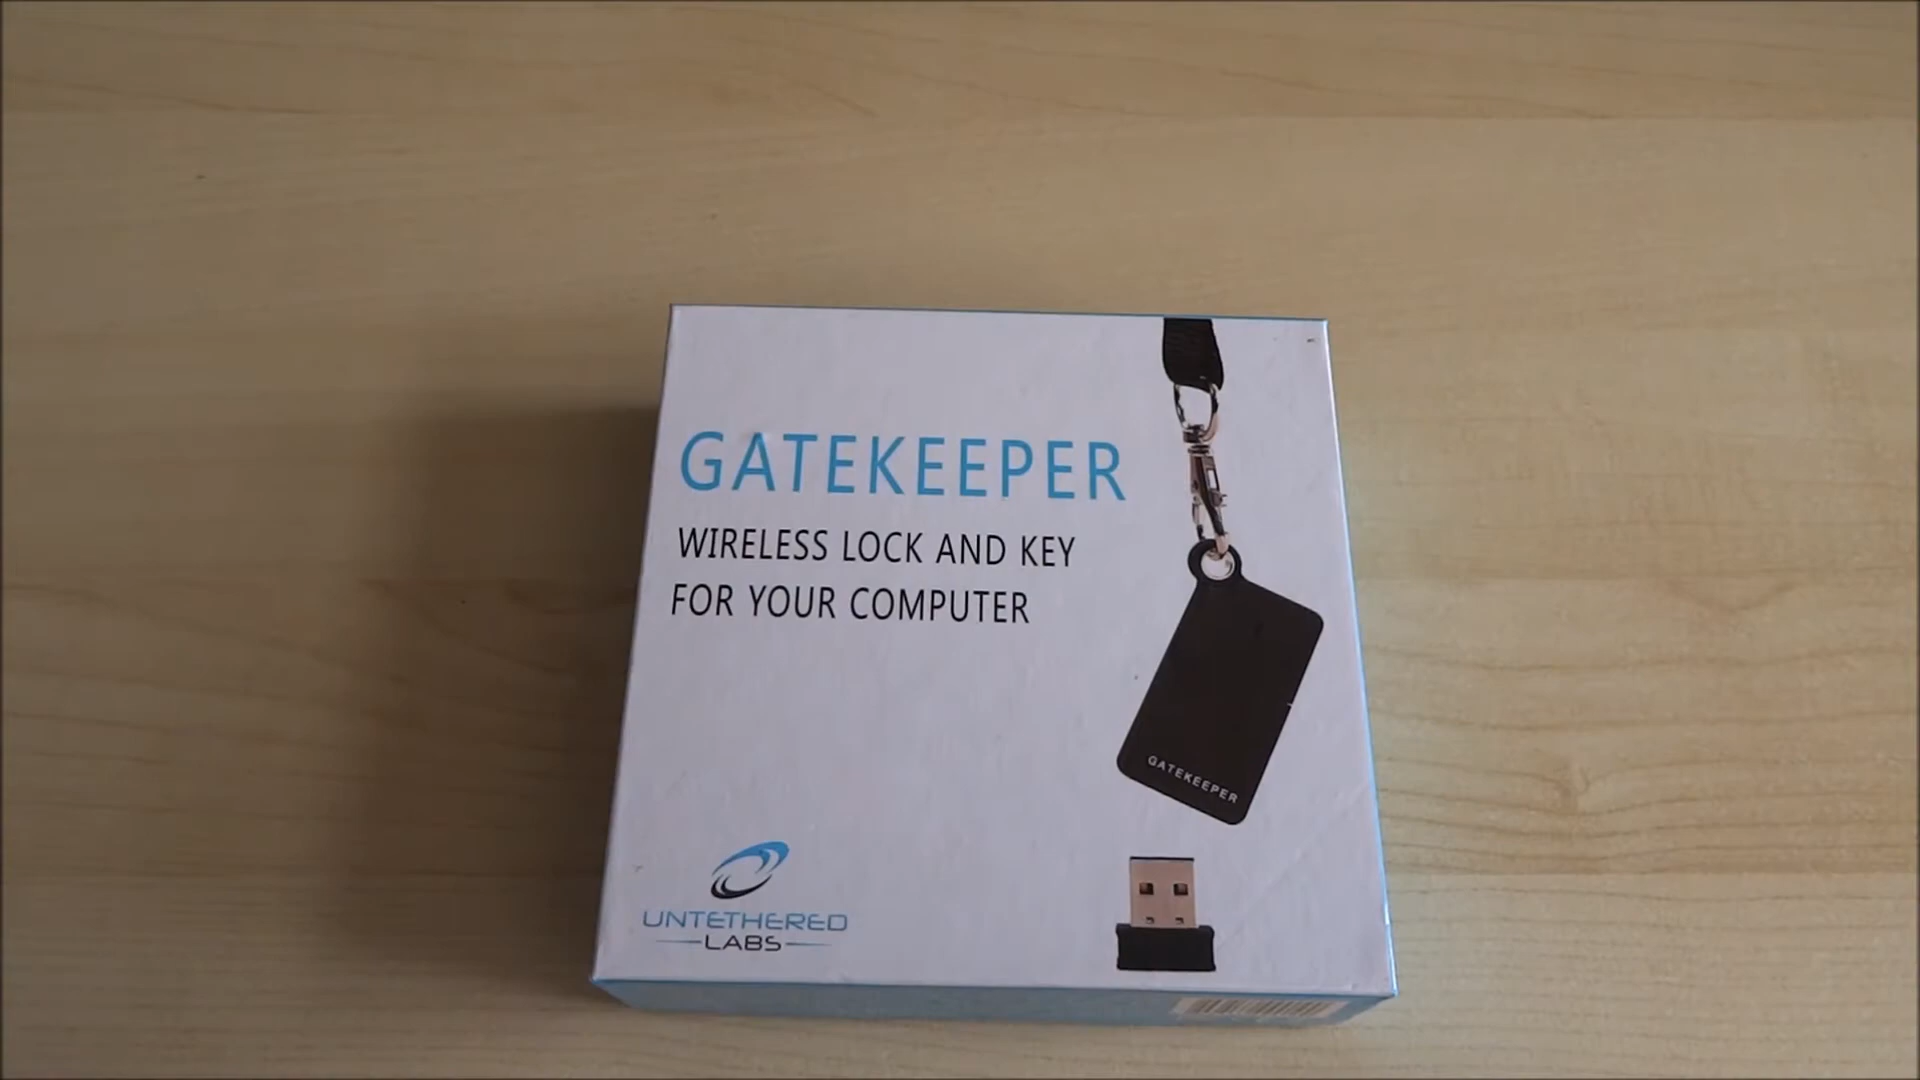 GATEKEEPER
WIRELESS LOCK AND KEY
FOR YOUR COMPUTER
GATEKEEPER
UNTETHERED
LABS